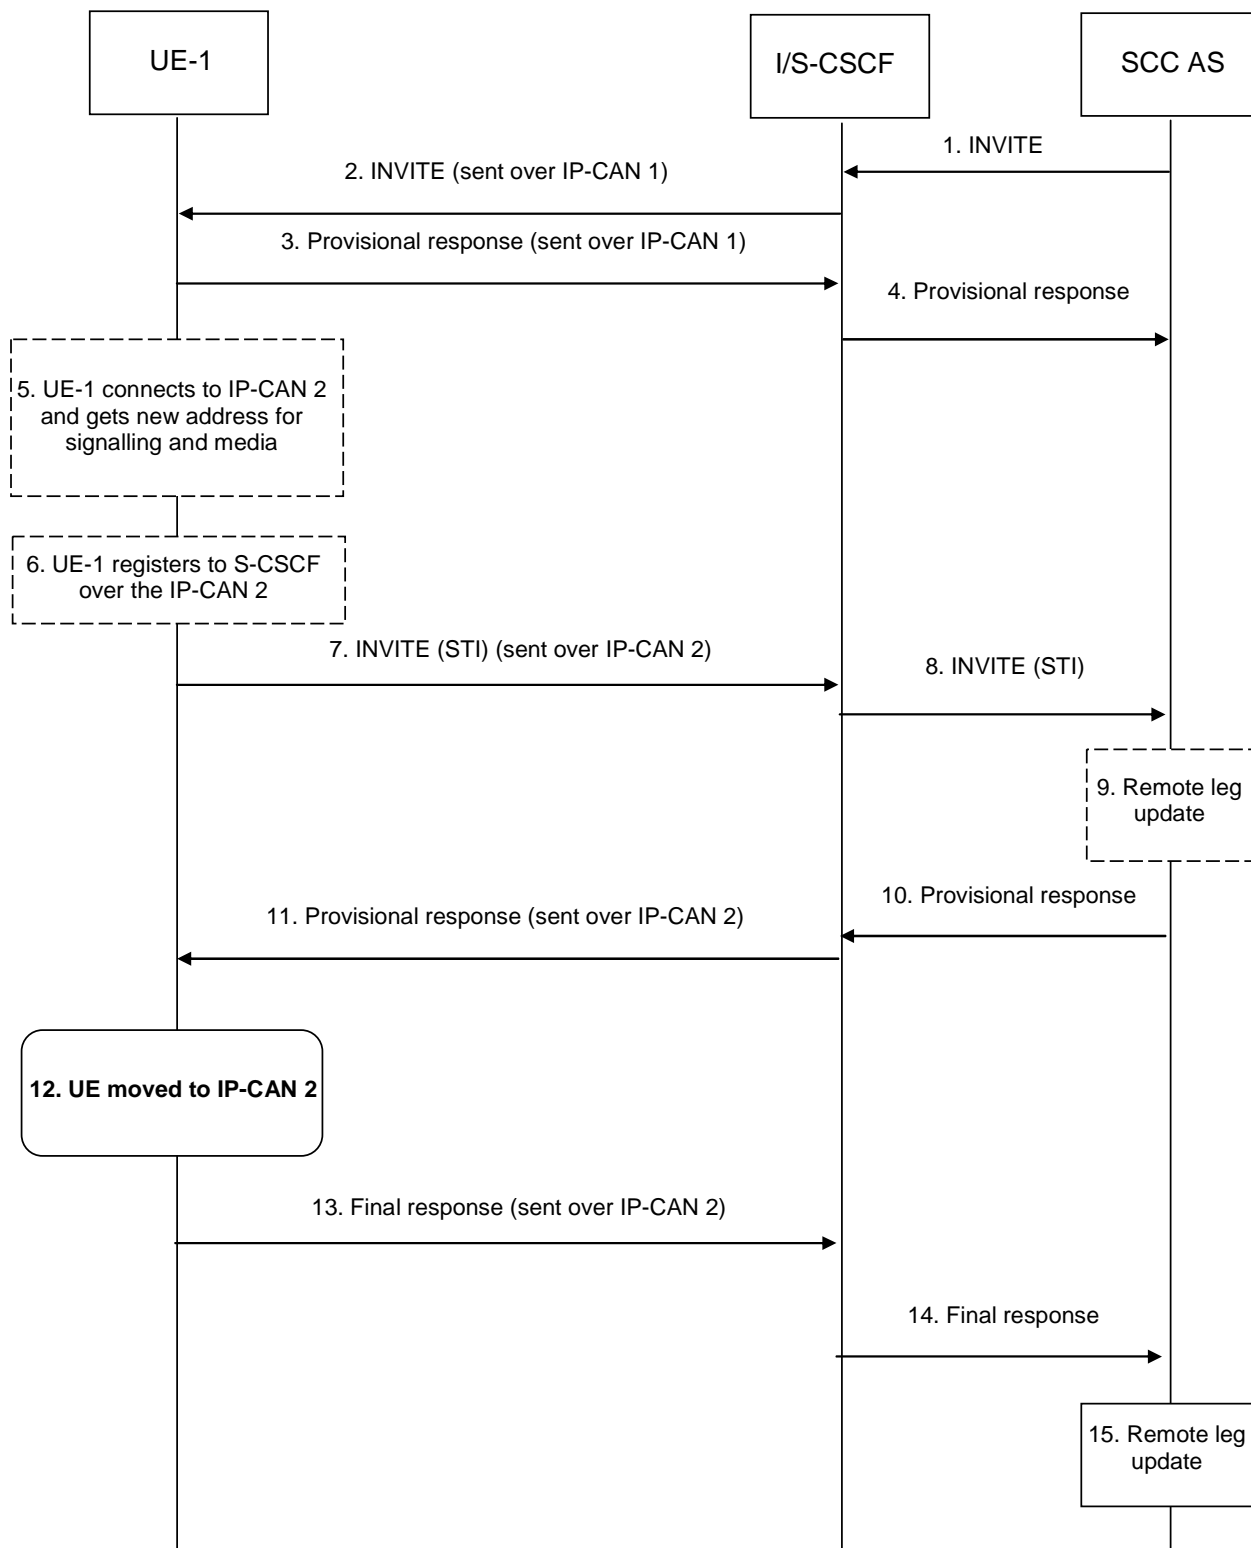 UE-1
I/S-CSCF
SCC AS
1. INVITE
2. INVITE (sent over IP-CAN 1)
3. Provisional response (sent over IP-CAN 1)
4. Provisional response
5. UE-1 connects to IP-CAN 2
and gets new address for
signalling and media
6. UE-1 registers to S-CSCF
over the IP-CAN 2
7. INVITE (STI) (sent over IP-CAN 2)
8. INVITE (STI)
9. Remote leg
update
10. Provisional response
11. Provisional response (sent over IP-CAN 2)
12. UE moved to IP-CAN 2
13. Final response (sent over IP-CAN 2)
14. Final response
15. Remote leg
update